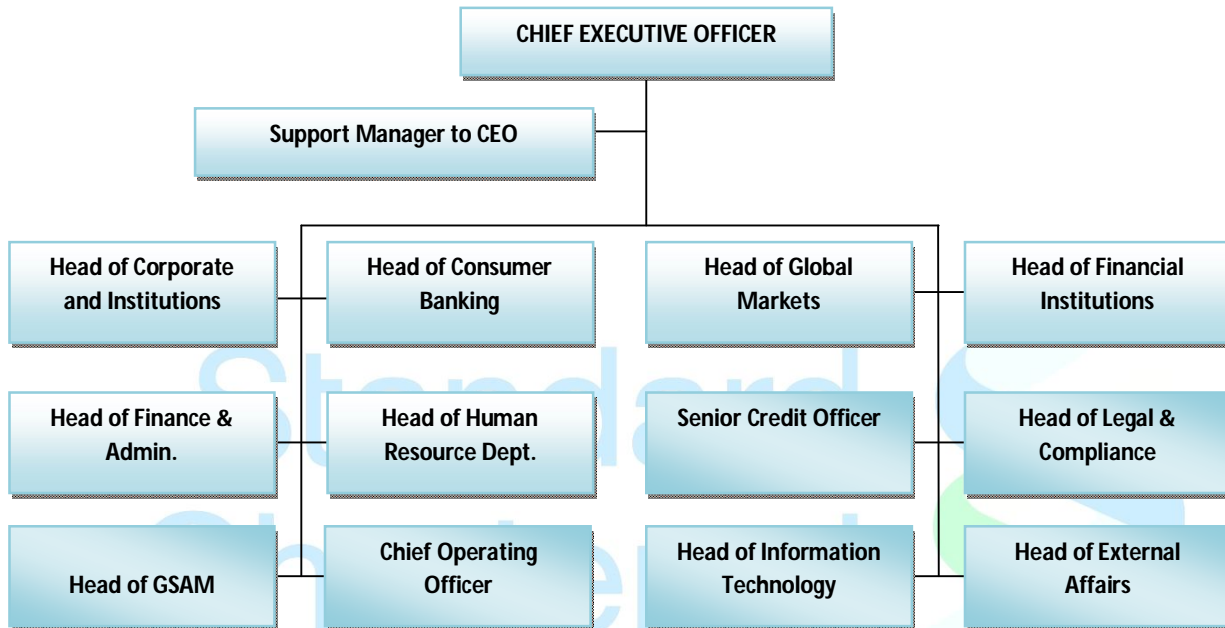 CHIEF EXECUTIVE OFFICER
Support Manager to CEO
Head of Corporate
and Institutions
Head of Consumer
Banking
Head of Global
Markets
Head of Financial
Institutions
Head of Finance &
Admin.
Head of Human
Resource Dept.
Senior Credit Officer
Head of Legal &
Compliance
Head of GSAM
Chief Operating
Officer
Head of Information
Technology
Head of External
Affairs
Standard
Chartered